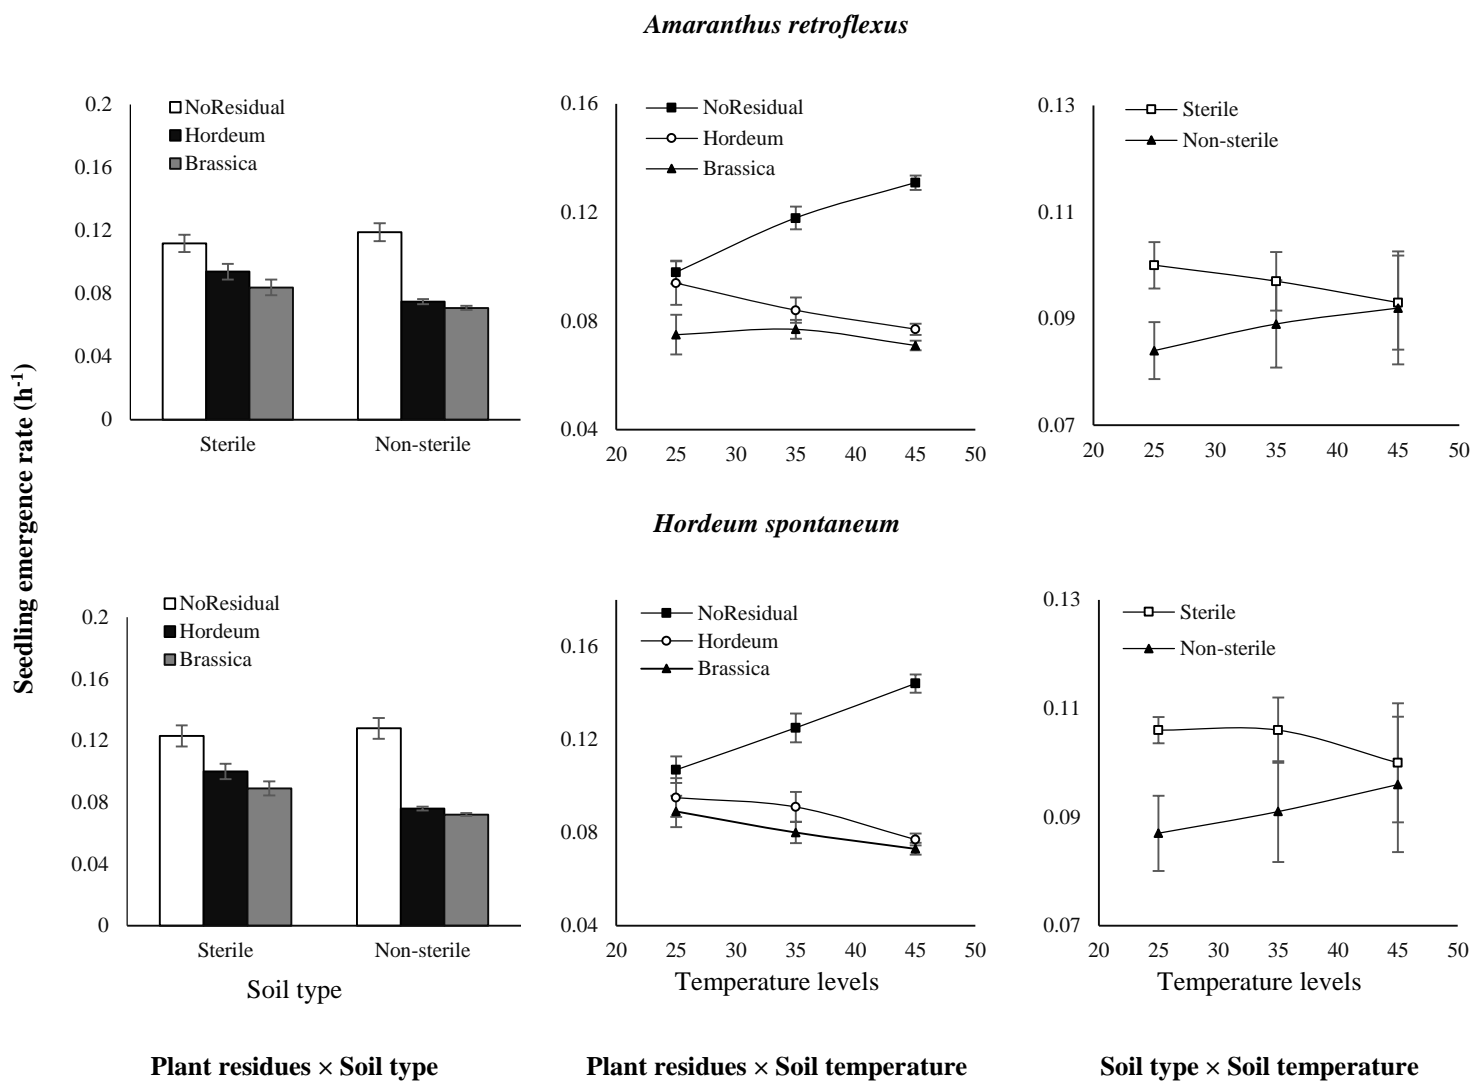 Amaranthus retroflexus
Seedling emergence rate (h-1)
0.2
0.16
0.12
0.08
0.04
0
NoResidual
Hordeum
Brassica
Sterile
Non-sterile
0.16
0.12
0.08
0.04
NoResidual
Hordeum
Brassica
20 25 30 35 40 45 50
0.13
0.11
0.09
0.07
Sterile
Non-sterile
20 25 30 35 40 45 50
Hordeum spontaneum
0.2
0.16
0.12
0.08
0.04
0
NoResidual
Hordeum
Brassica
Sterile
Non-sterile
Soil type
0.16
0.12
0.08
0.04
NoResidual
Hordeum
Brassica
20 25 30 35 40 45 50
Temperature levels
0.13
0.11
0.09
0.07
Sterile
Non-sterile
20 25 30 35 40 45 50
Temperature levels
Plant residues × Soil type
Plant residues × Soil temperature
Soil type × Soil temperature